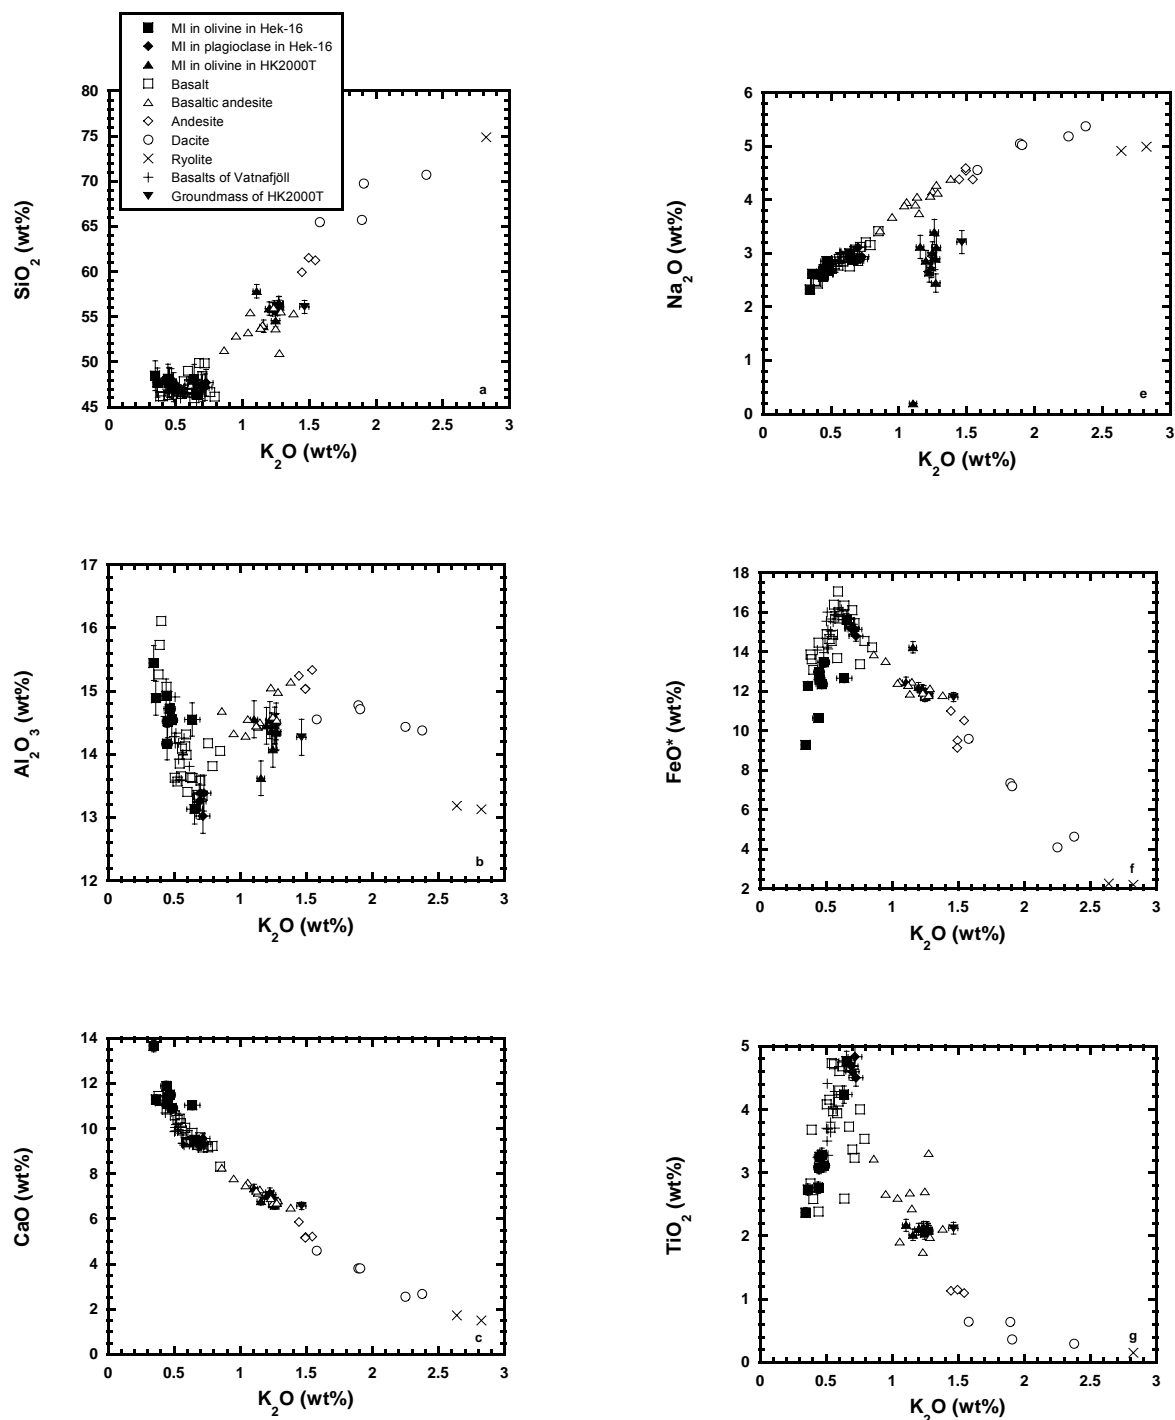 MI in olivine in Hek-16
MI in plagioclase in Hek-16
MI in olivine in HK2000T
Basalt
Basaltic andesite
Andesite
Dacite
Ryolite
Basalts of Vatnafjöll
Groundmass of HK2000T
80
75
70
65
60
55
50
45
SiO2 (wt%)
a
0 0.5 1 1.5 2 2.5 3
K2O (wt%)
6
5
4
3
2
1
0
Na2O (wt%)
e
0 0.5 1 1.5 2 2.5 3
K2O (wt%)
17
16
15
14
13
12
Al2O3 (wt%)
b
0 0.5 1 1.5 2 2.5 3
K2O (wt%)
18
16
14
12
10
8
6
4
2
FeO* (wt%)
f
0 0.5 1 1.5 2 2.5 3
K2O (wt%)
14
12
10
8
6
4
2
0
CaO (wt%)
c
0 0.5 1 1.5 2 2.5 3
K2O (wt%)
5
4
3
2
1
0
TiO2 (wt%)
g
0 0.5 1 1.5 2 2.5 3
K2O (wt%)